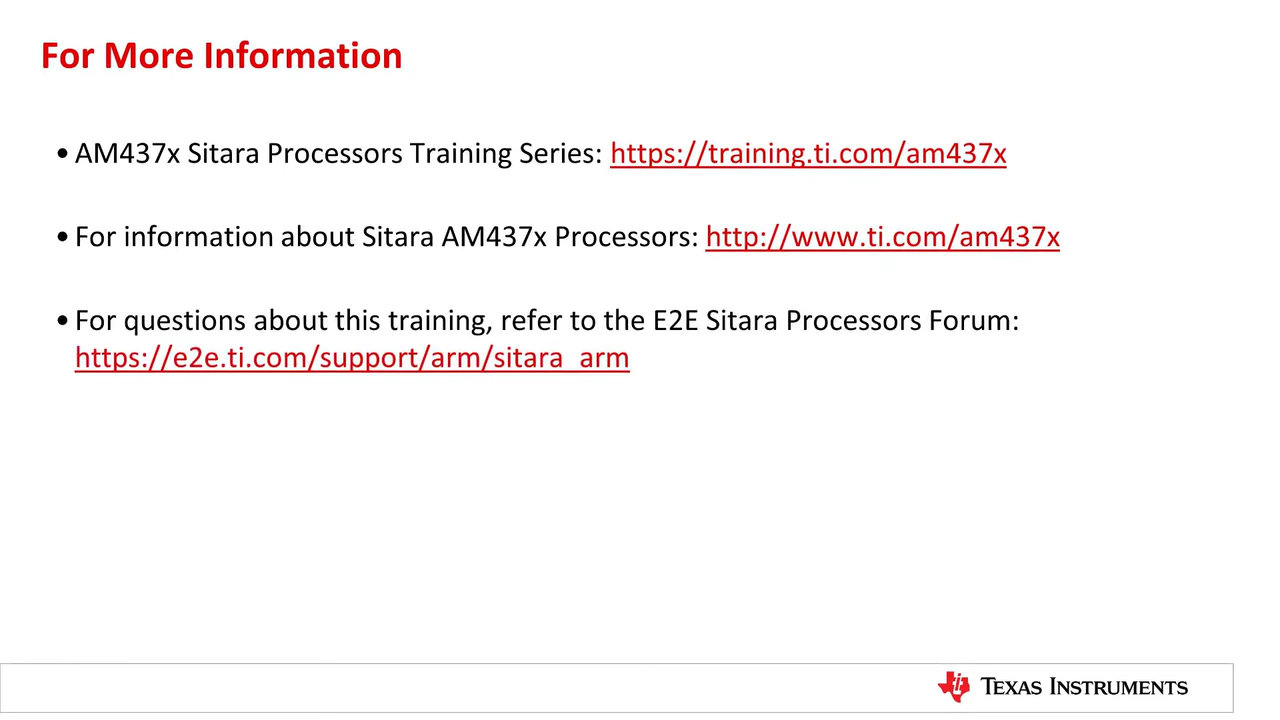 For More Information
• AM437x Sitara Processors Training Series: https://training.ti.com/am437x
• For information about Sitara AM437x Processors: http://www.ti.com/am437x
• For questions about this training, refer to the E2E Sitara Processors Forum:
https://e2e.ti.com/support/arm/sitara_arm
TEXAS INSTRUMENTS